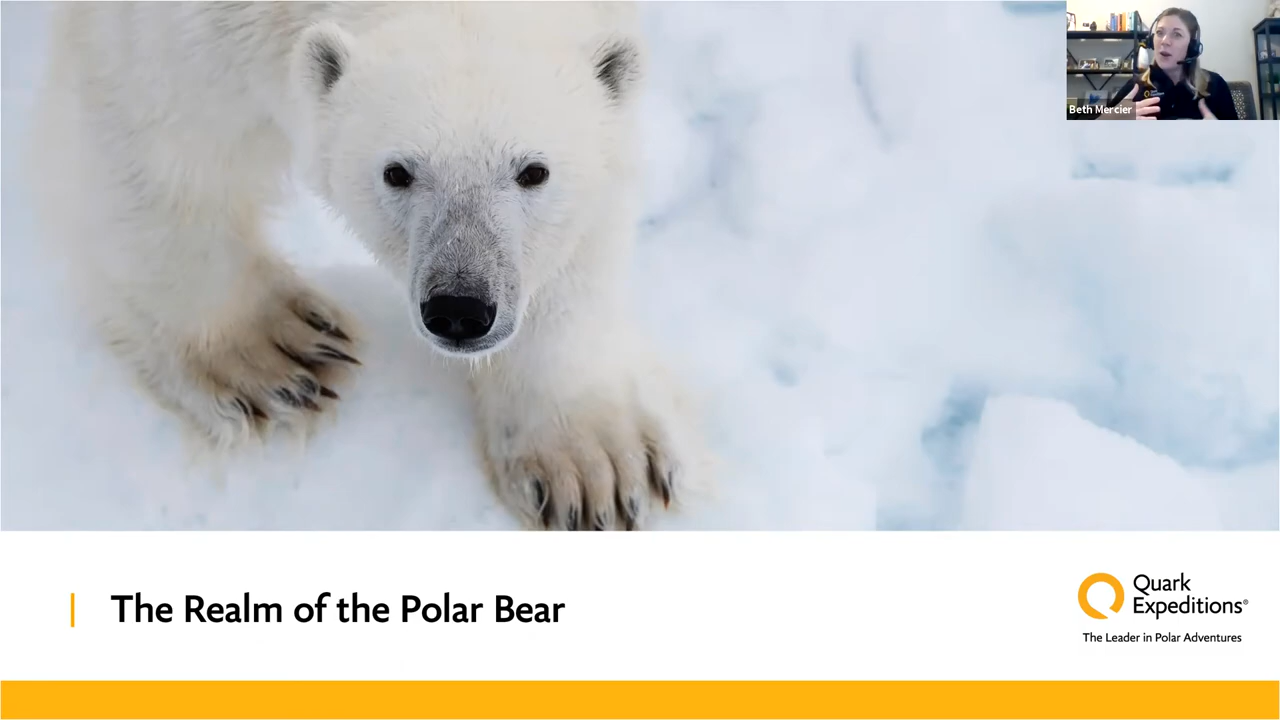 Beth Mercier
The Realm of the Polar Bear
Quark
Expeditions®
The Leader in Polar Adventures